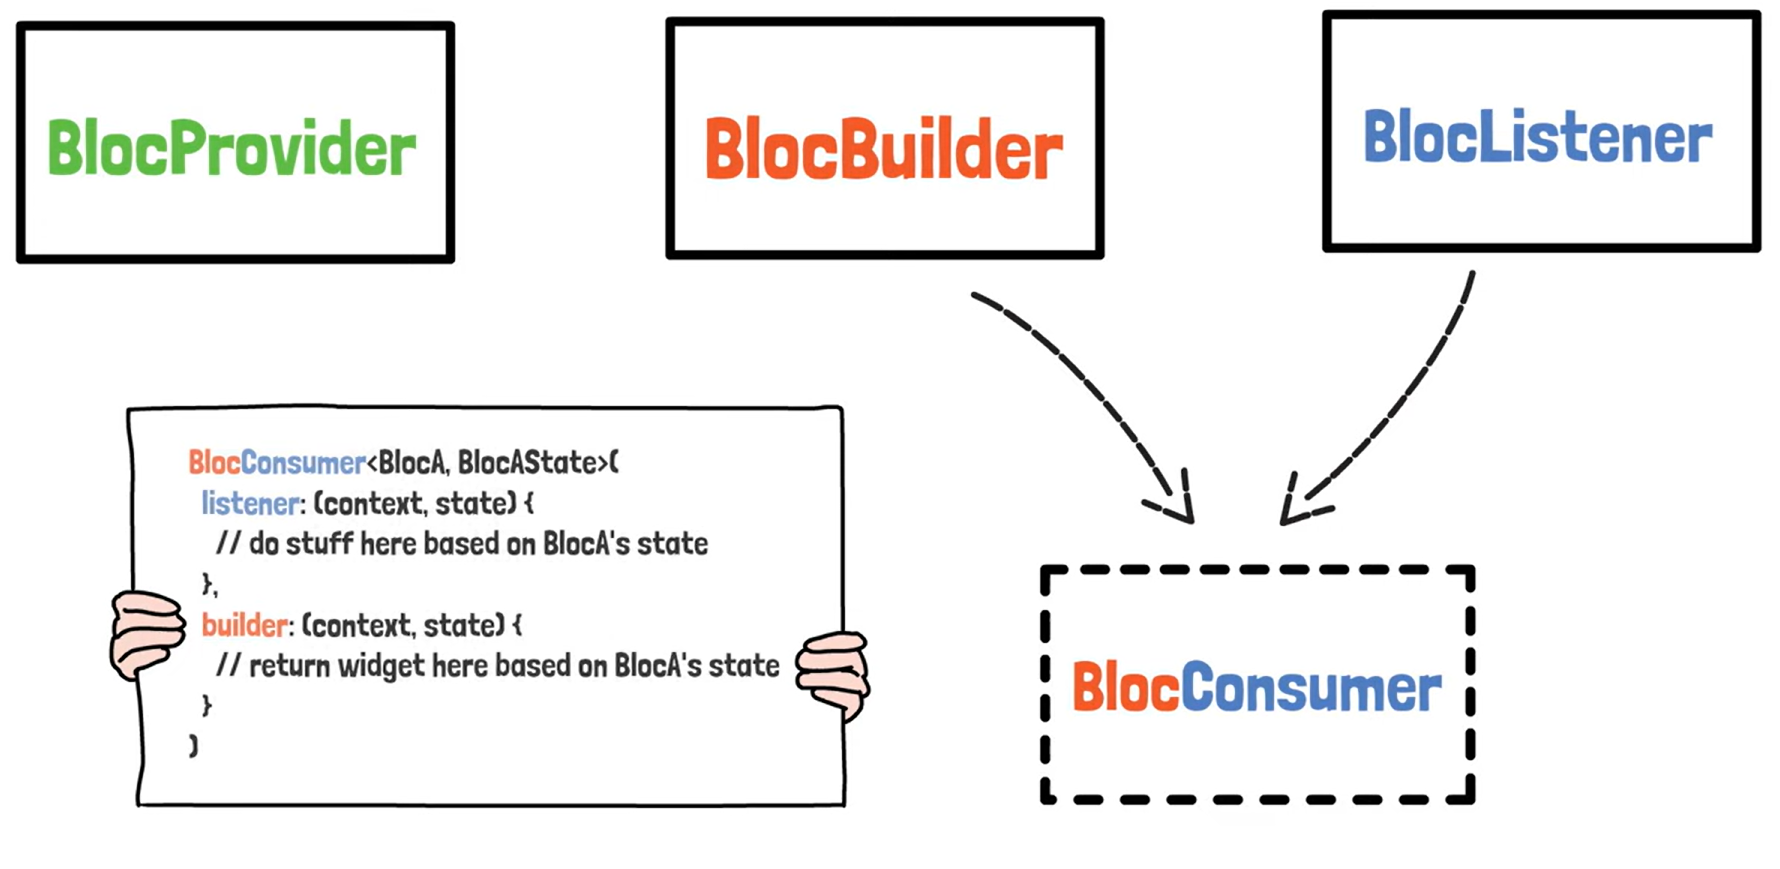 BlocProvider
BlocBuilder
BlocListener
BlocConsumer<BlocA, BlocAState>(
listener: (context, state) {
// do stuff here based on BlocA's state
},
builder: (context, state) {
// return widget here based on BlocA's state
}
)
BlocConsumer